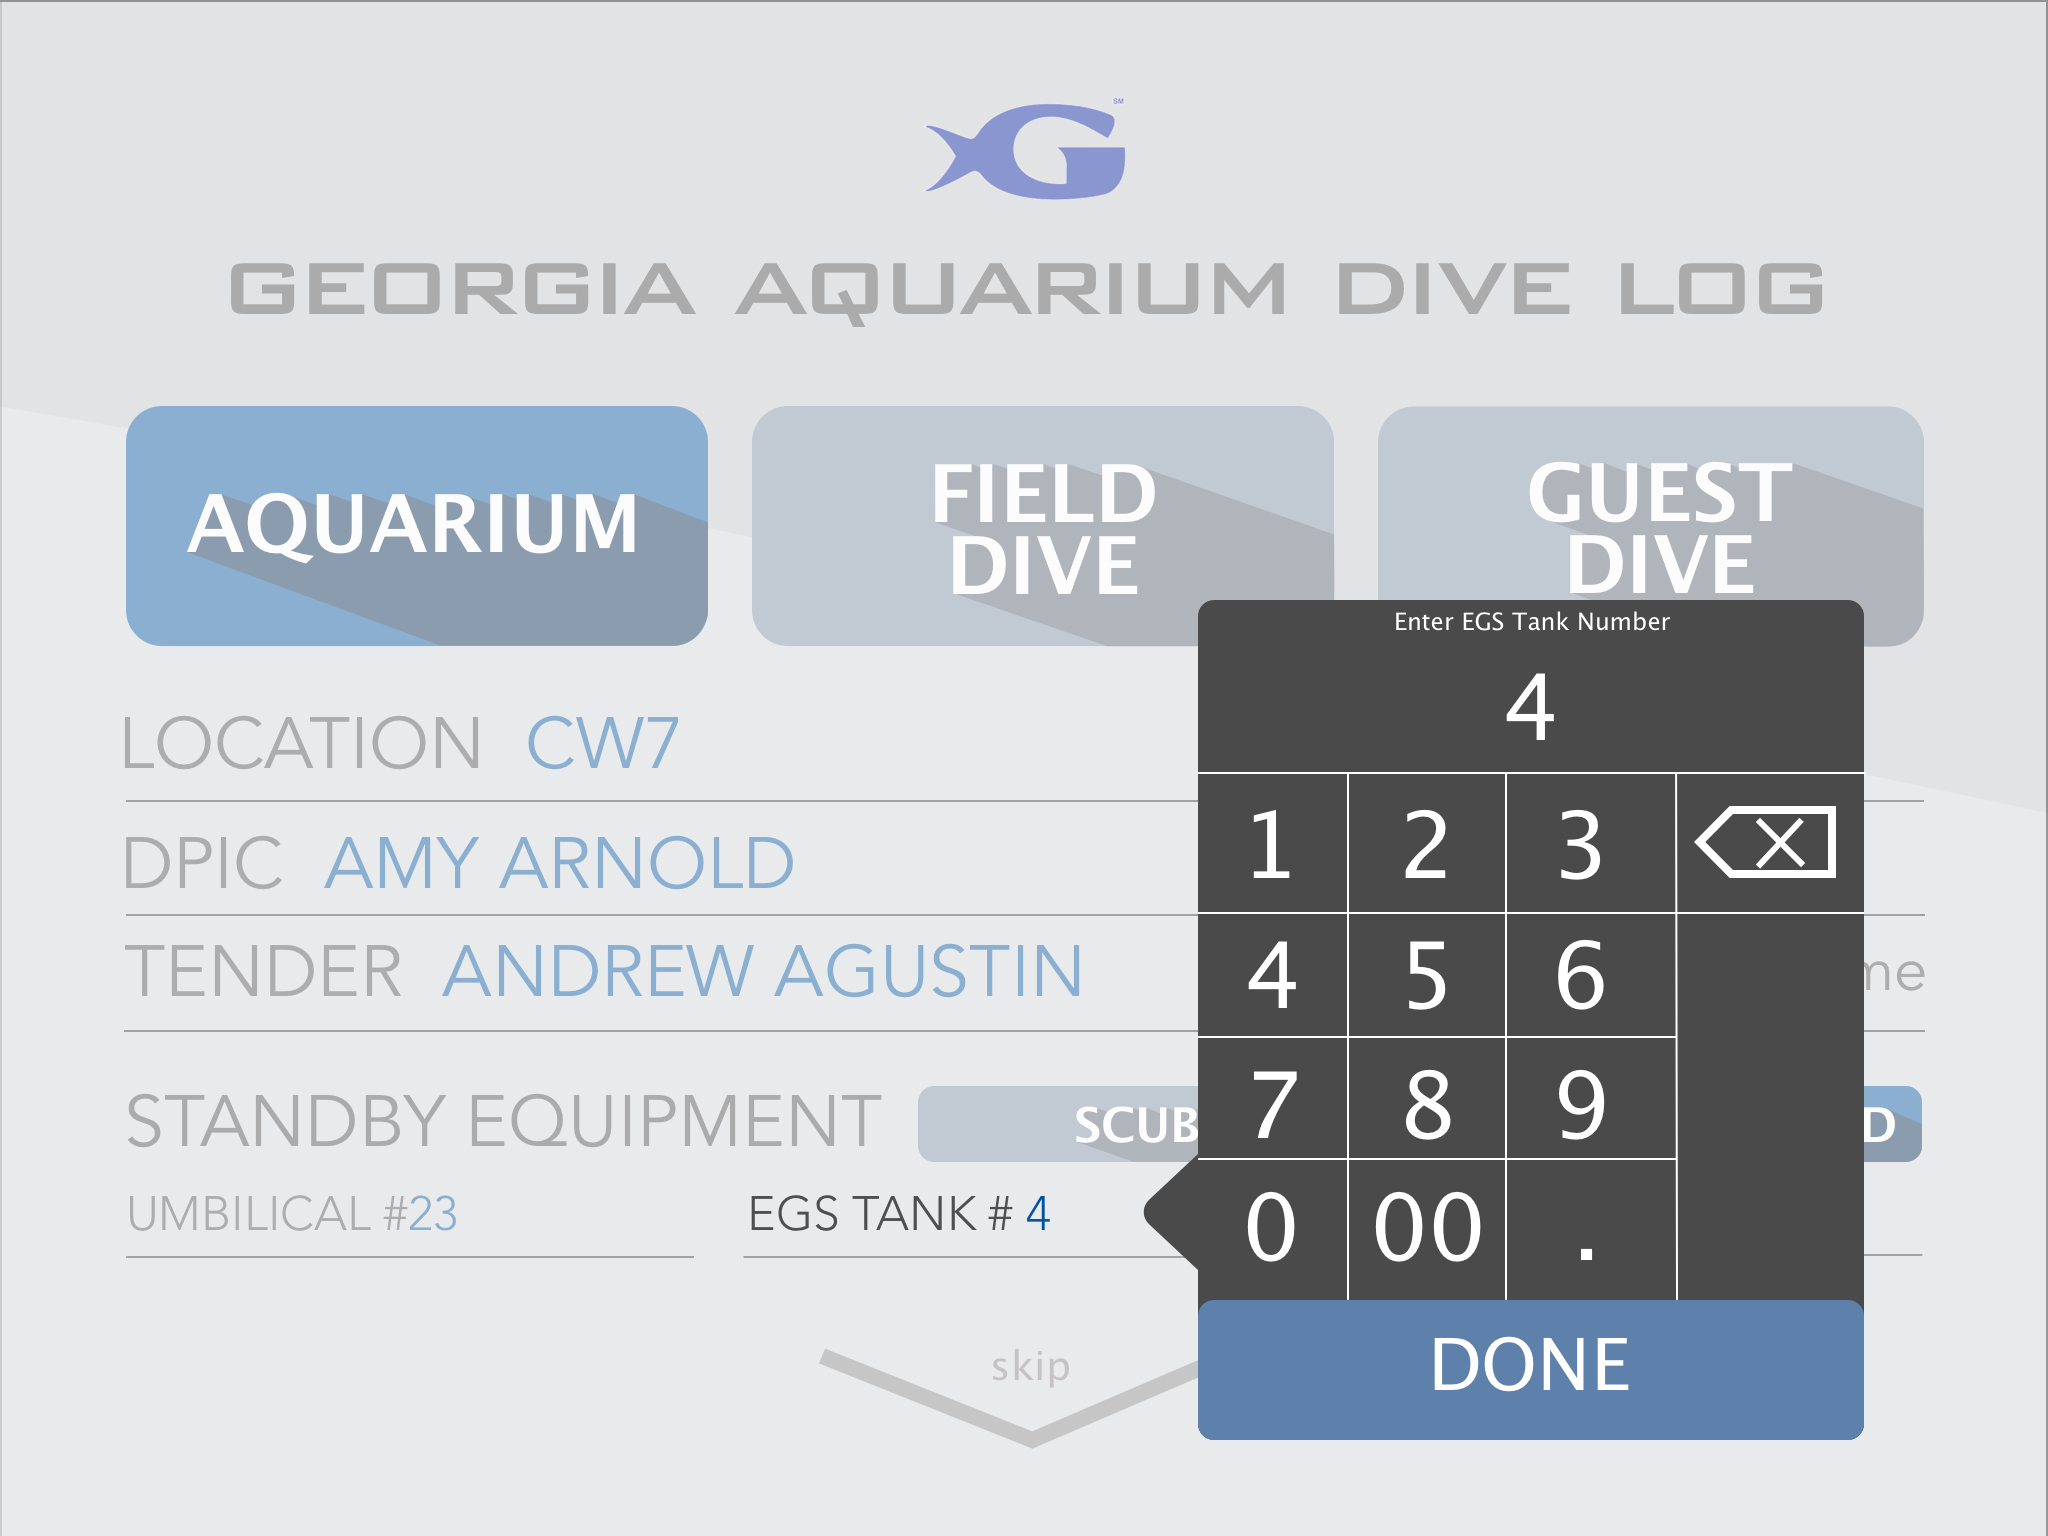 SM
GEORGIA AQUARIUM DIVE LOG
AQUARIUM
FIELD
DIVE
GUEST
DIVE
Enter EGS Tank Number
4
LOCATION CW7
DPIC AMY ARNOLD
TENDER ANDREW AGUSTIN
STANDBY EQUIPMENT
UMBILICAL #23
EGS TANK # 4
1 2 3
4 5 6
7 8 9
0 00 .
skip
DONE